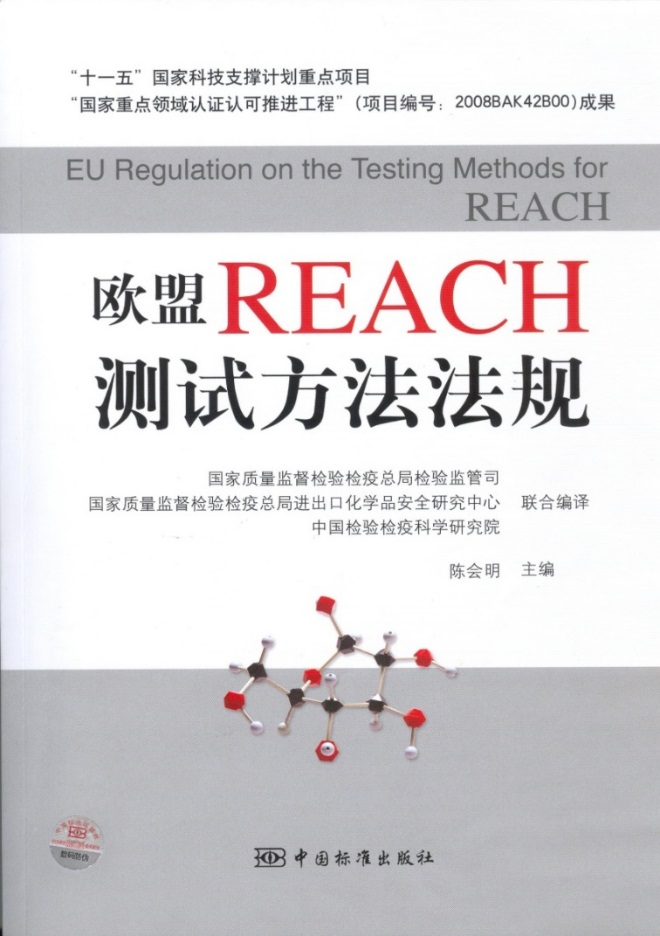 “十一五”国家科技支撑计划重点项目
“国家重点领域认证认可推进工程”（项目编号：2008BAK42B00）成果
EU Regulation on the Testing Methods for
REACH
欧盟REACH
测试方法法规
国家质量监督检验检疫总局检验监管司
国家质量监督检验检疫总局进出口化学品安全研究中心 联合编译
中国检验检疫科学研究院
陈会明 主编
数码防伪
中国标准出版社